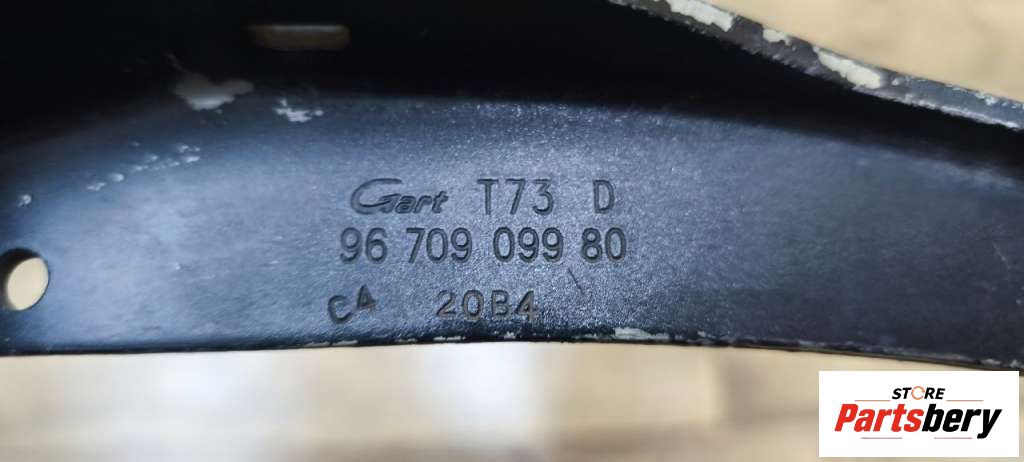 Gart T73 D
96 709 099 80
C4 20B4
STORE
Partsbery